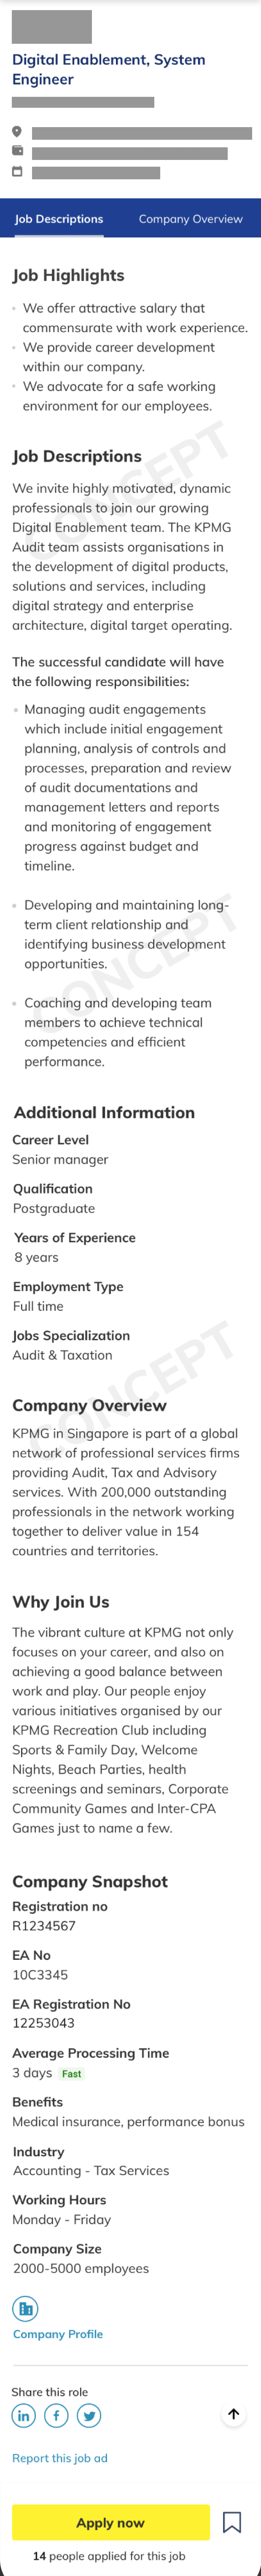 Digital Enablement, System
Engineer
Job Descriptions
Company Overview
Job Highlights
We offer attractive salary that
commensurate with work experience.
We provide career development
within our company.
We advocate for a safe working
environment for our employees.
Job Descriptions
We invite highly motivated, dynamic
professionals to join our growing
Digital Enablement team. The KPMG
Audit team assists organisations in
the development of digital products,
solutions and services, including
digital strategy and enterprise
architecture, digital target operating.
CONCEPT
The successful candidate will have
the following responsibilities:
Managing audit engagements
which include initial engagement
planning, analysis of controls and
processes, preparation and review
of audit documentations and
management letters and reports
and monitoring of engagement
progress against budget and
timeline.
Developing and maintaining long-
term client relationship and
identifying business development
opportunities.
CONCEPT
Coaching and developing team
members to achieve technical
competencies and efficient
performance.
Additional Information
Career Level
Senior manager
Qualification
Postgraduate
Years of Experience
8 years
Employment Type
Full time
Jobs Specialization
Audit & Taxation
CONCEPT
Company Overview
KPMG in Singapore is part of a global
network of professional services firms
providing Audit, Tax and Advisory
services. With 200,000 outstanding
professionals in the network working
together to deliver value in 154
countries and territories.
Why Join Us
The vibrant culture at KPMG not only
focuses on your career, and also on
achieving a good balance between
work and play. Our people enjoy
various initiatives organised by our
KPMG Recreation Club including
Sports & Family Day, Welcome
Nights, Beach Parties, health
screenings and seminars, Corporate
Community Games and Inter-CPA
Games just to name a few.
Company Snapshot
Registration no
R1234567
EA No
10C3345
EA Registration No
12253043
Average Processing Time
3 days Fast
Benefits
Medical insurance, performance bonus
Industry
Accounting - Tax Services
Working Hours
Monday - Friday
Company Size
2000-5000 employees
Company Profile
Share this role
Report this job ad
Apply now
14 people applied for this job